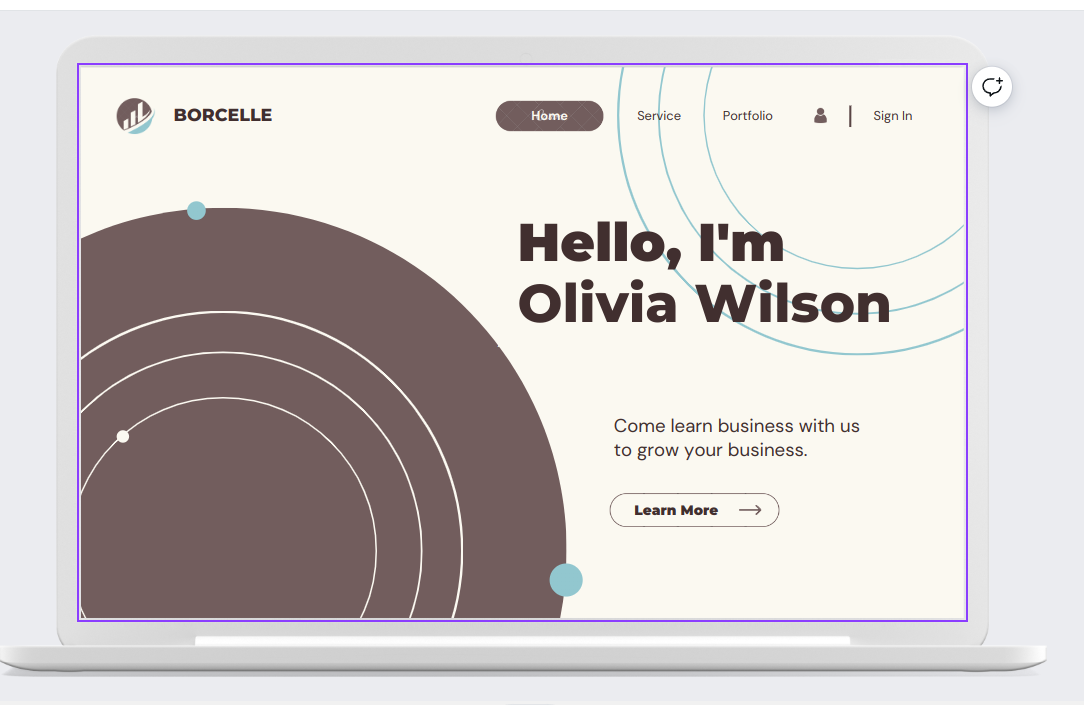 BORCELLE
Home
Service
Portfolio
Sign In
Hello, I'm
Olivia Wilson
Come learn business with us
to grow your business.
Learn More